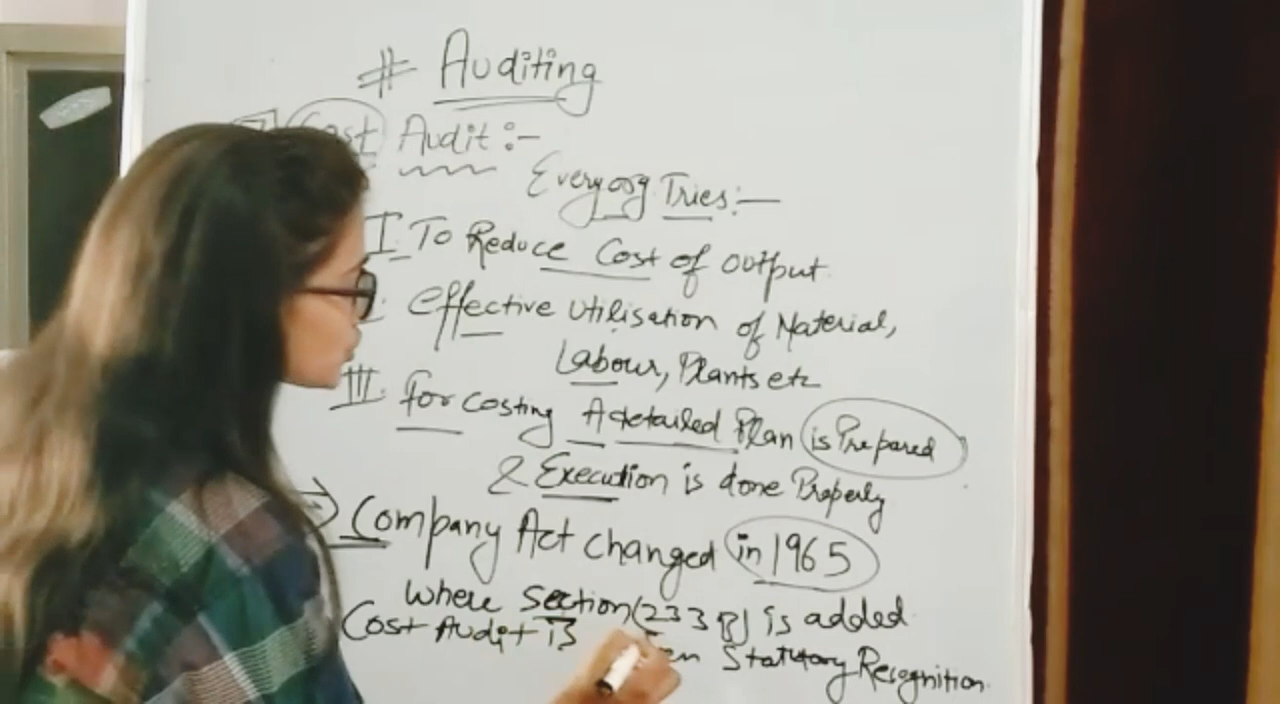 # Auditing
Cost Audit :-
Every org Tries :-
I To Reduce Cost of output
effective Utilisation of Material,
Labour, Plants etc
III. For costing A detailed Plan is Prepared
& Execution is done Properly
Company Act changed in 1965
where section (233 B) is added
Cost Audit is
Statutory Recognition